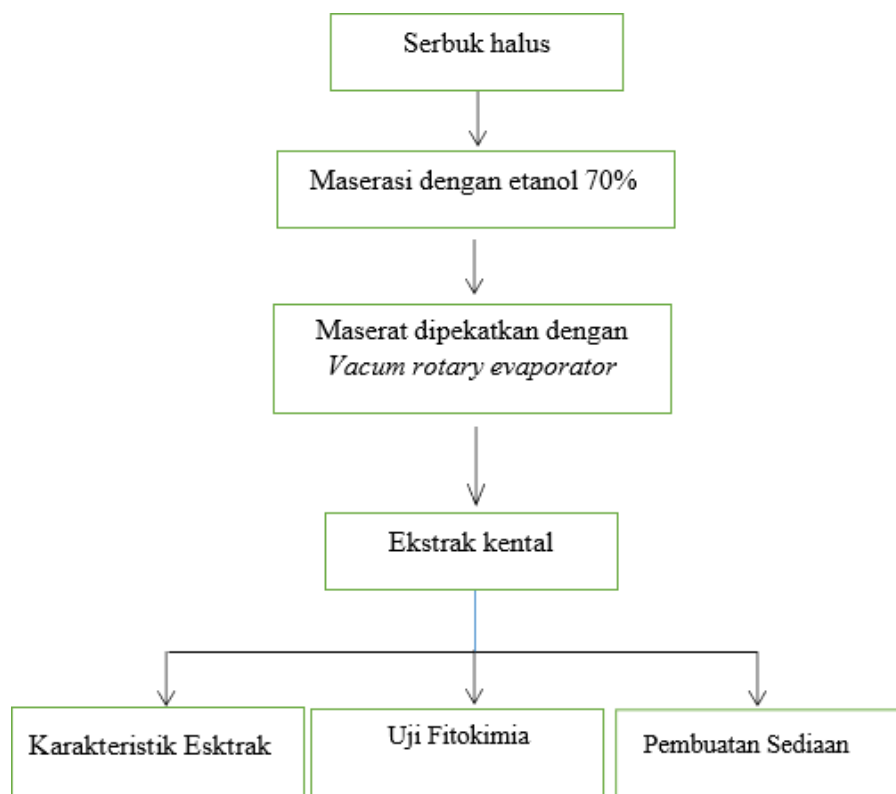 Serbuk halus
Maserasi dengan etanol 70%
Maserat dipekatkan dengan
Vacum rotary evaporator
Ekstrak kental
Karakteristik Esktrak
Uji Fitokimia
Pembuatan Sediaan